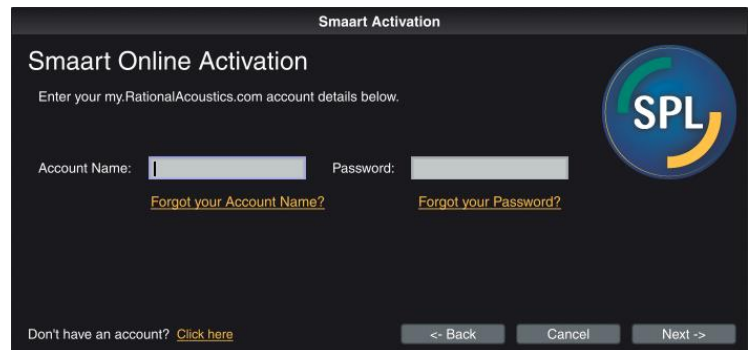 Smaart Activation
Smaart Online Activation
Enter your my.RationalAcoustics.com account details below.
SPL
Account Name:
Password:
Forgot your Account Name?
Forgot your Password?
Don't have an account? Click here
<- Back
Cancel
Next ->